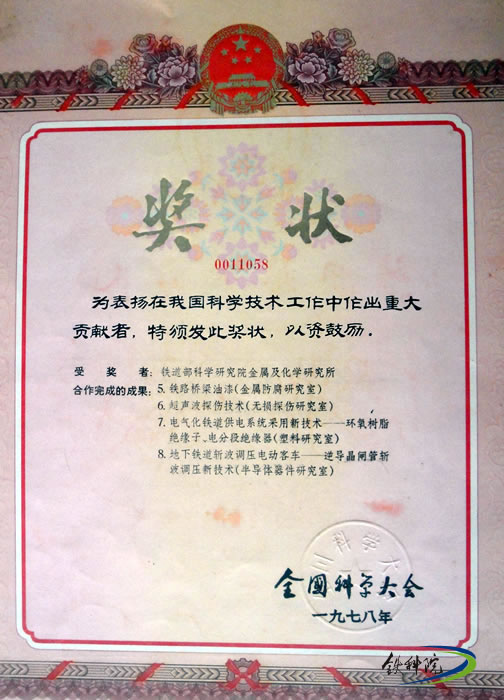 奖状
0011058
为表扬在我国科学技术工作中作出重大
贡献者，特颁发此奖状，以资鼓励．
受奖者：铁道部科学研究院金属及化学研究所
合作完成的成果：5. 铁路桥梁油漆(金属防腐研究室)
6. 超声波探伤技术(无损探伤研究室)
7. 电气化铁道供电系统采用新技术——环氧树脂
绝缘子、电分段绝缘器(塑料研究室)
8. 地下铁道斩波调压电动客车——逆导晶闸管斩
波调压新技术(半导体器件研究室)
全国科学大会
一九七八年
铁科院